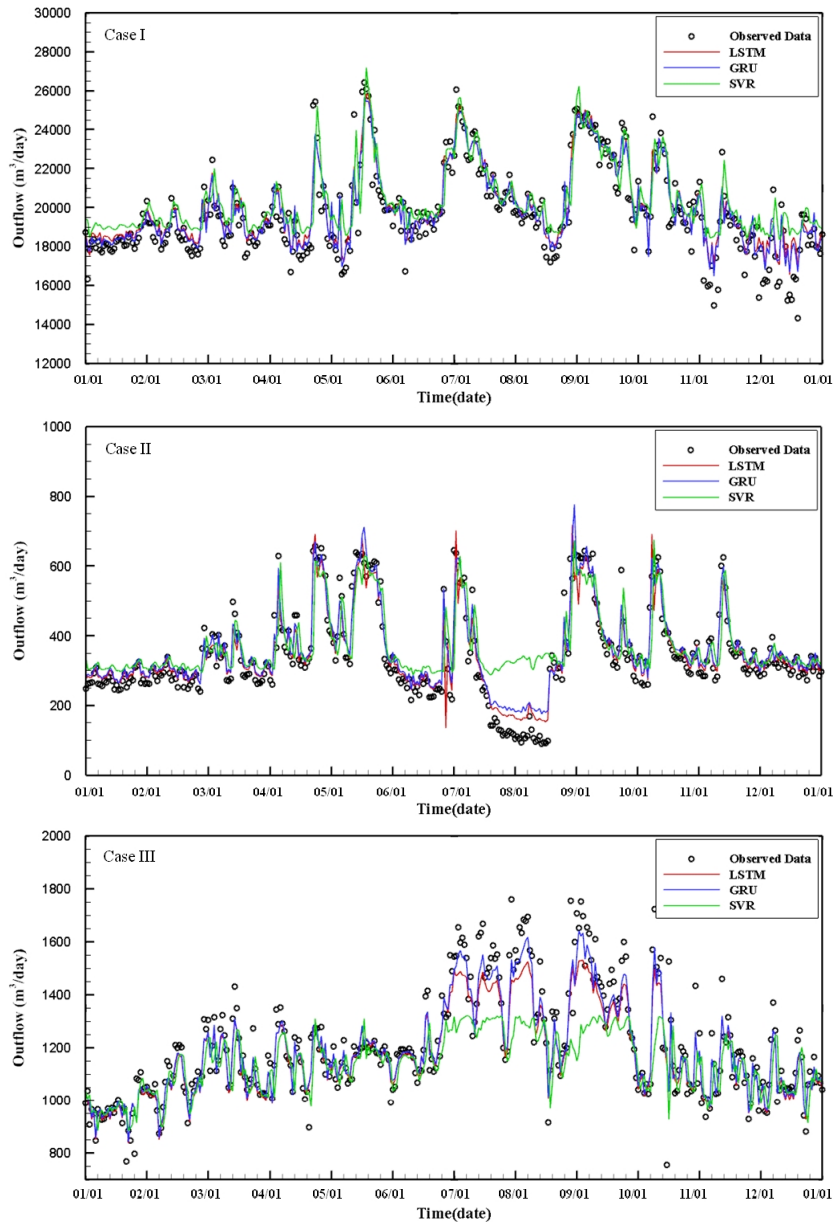 30000
28000
26000
24000
22000
20000
18000
16000
14000
12000
Outflow (m³/day)
Case I
Observed Data
LSTM
GRU
SVR
01/01 02/01 03/01 04/01 05/01 06/01 07/01 08/01 09/01 10/01 11/01 12/01 01/01
Time(date)
1000
800
600
400
200
0
Outflow (m³/day)
Case II
Observed Data
LSTM
GRU
SVR
01/01 02/01 03/01 04/01 05/01 06/01 07/01 08/01 09/01 10/01 11/01 12/01 01/01
Time(date)
2000
1800
1600
1400
1200
1000
800
Outflow (m³/day)
Case III
Observed Data
LSTM
GRU
SVR
01/01 02/01 03/01 04/01 05/01 06/01 07/01 08/01 09/01 10/01 11/01 12/01 01/01
Time(date)